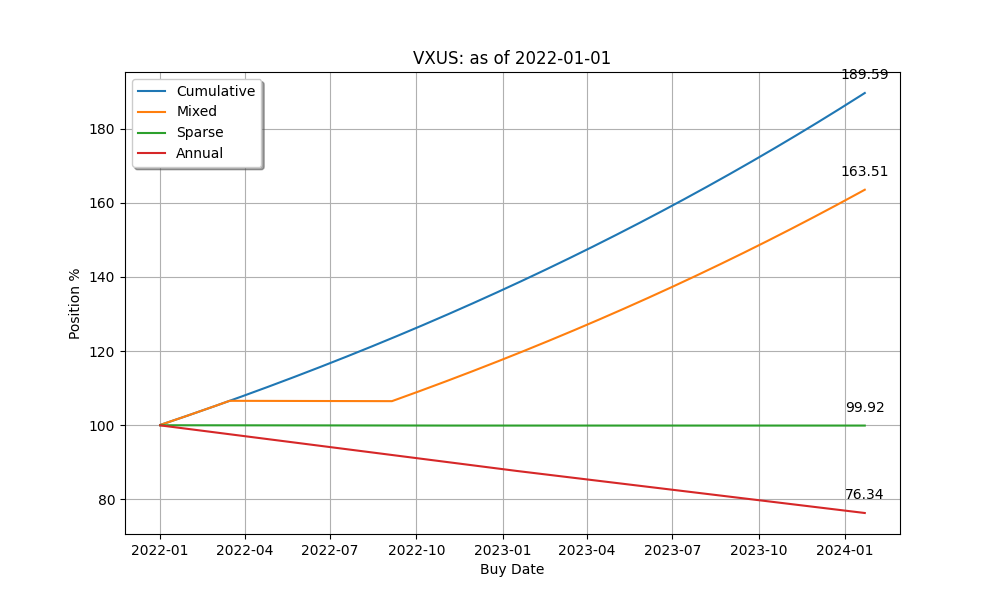 VXUS: as of 2022-01-01
189.59
Cumulative
Mixed
Sparse
Annual
163.51
99.92
76.34
180
160
140
120
100
80
Position %
2022-01 2022-04 2022-07 2022-10 2023-01 2023-04 2023-07 2023-10 2024-01
Buy Date